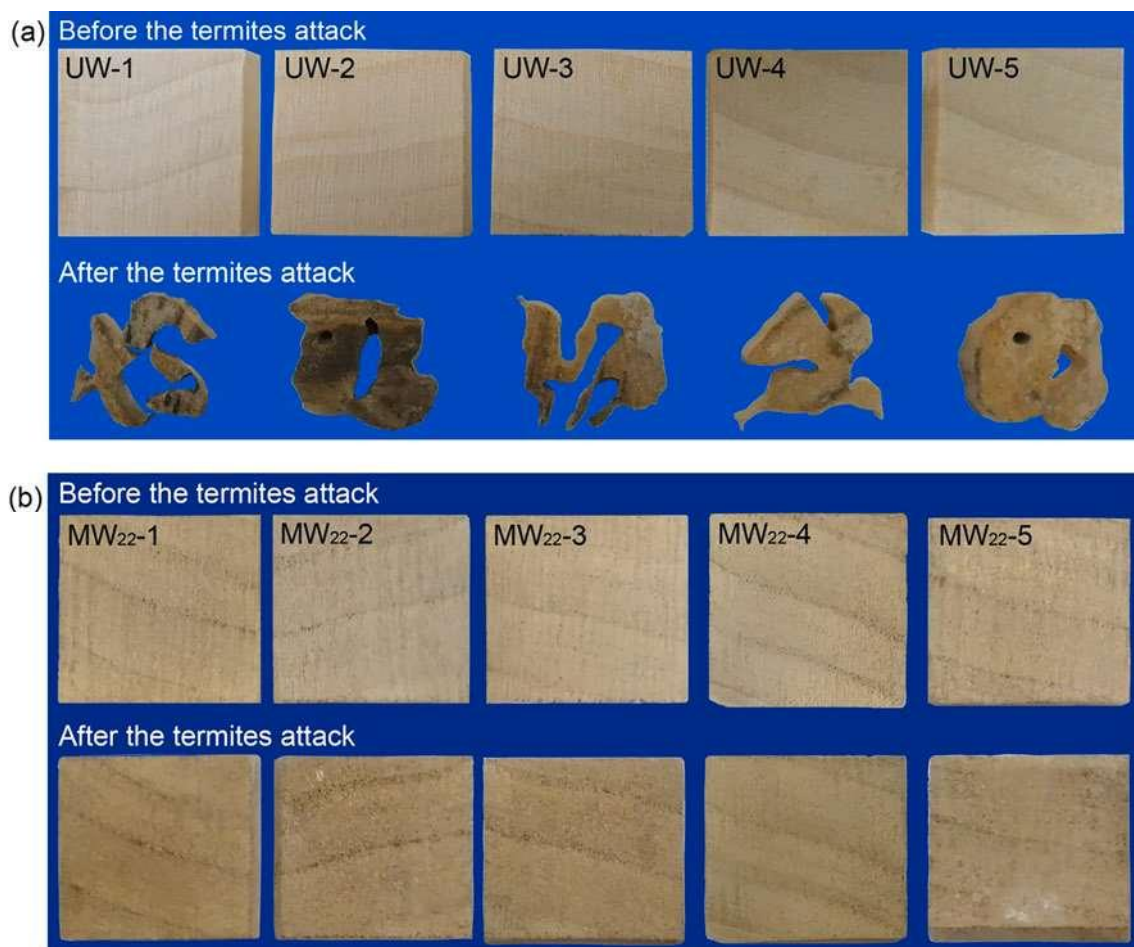 (a)
Before the termites attack
UW-1 UW-2 UW-3 UW-4 UW-5
After the termites attack
(b)
Before the termites attack
MW₂₂-1 MW₂₂-2 MW₂₂-3 MW₂₂-4 MW₂₂-5
After the termites attack